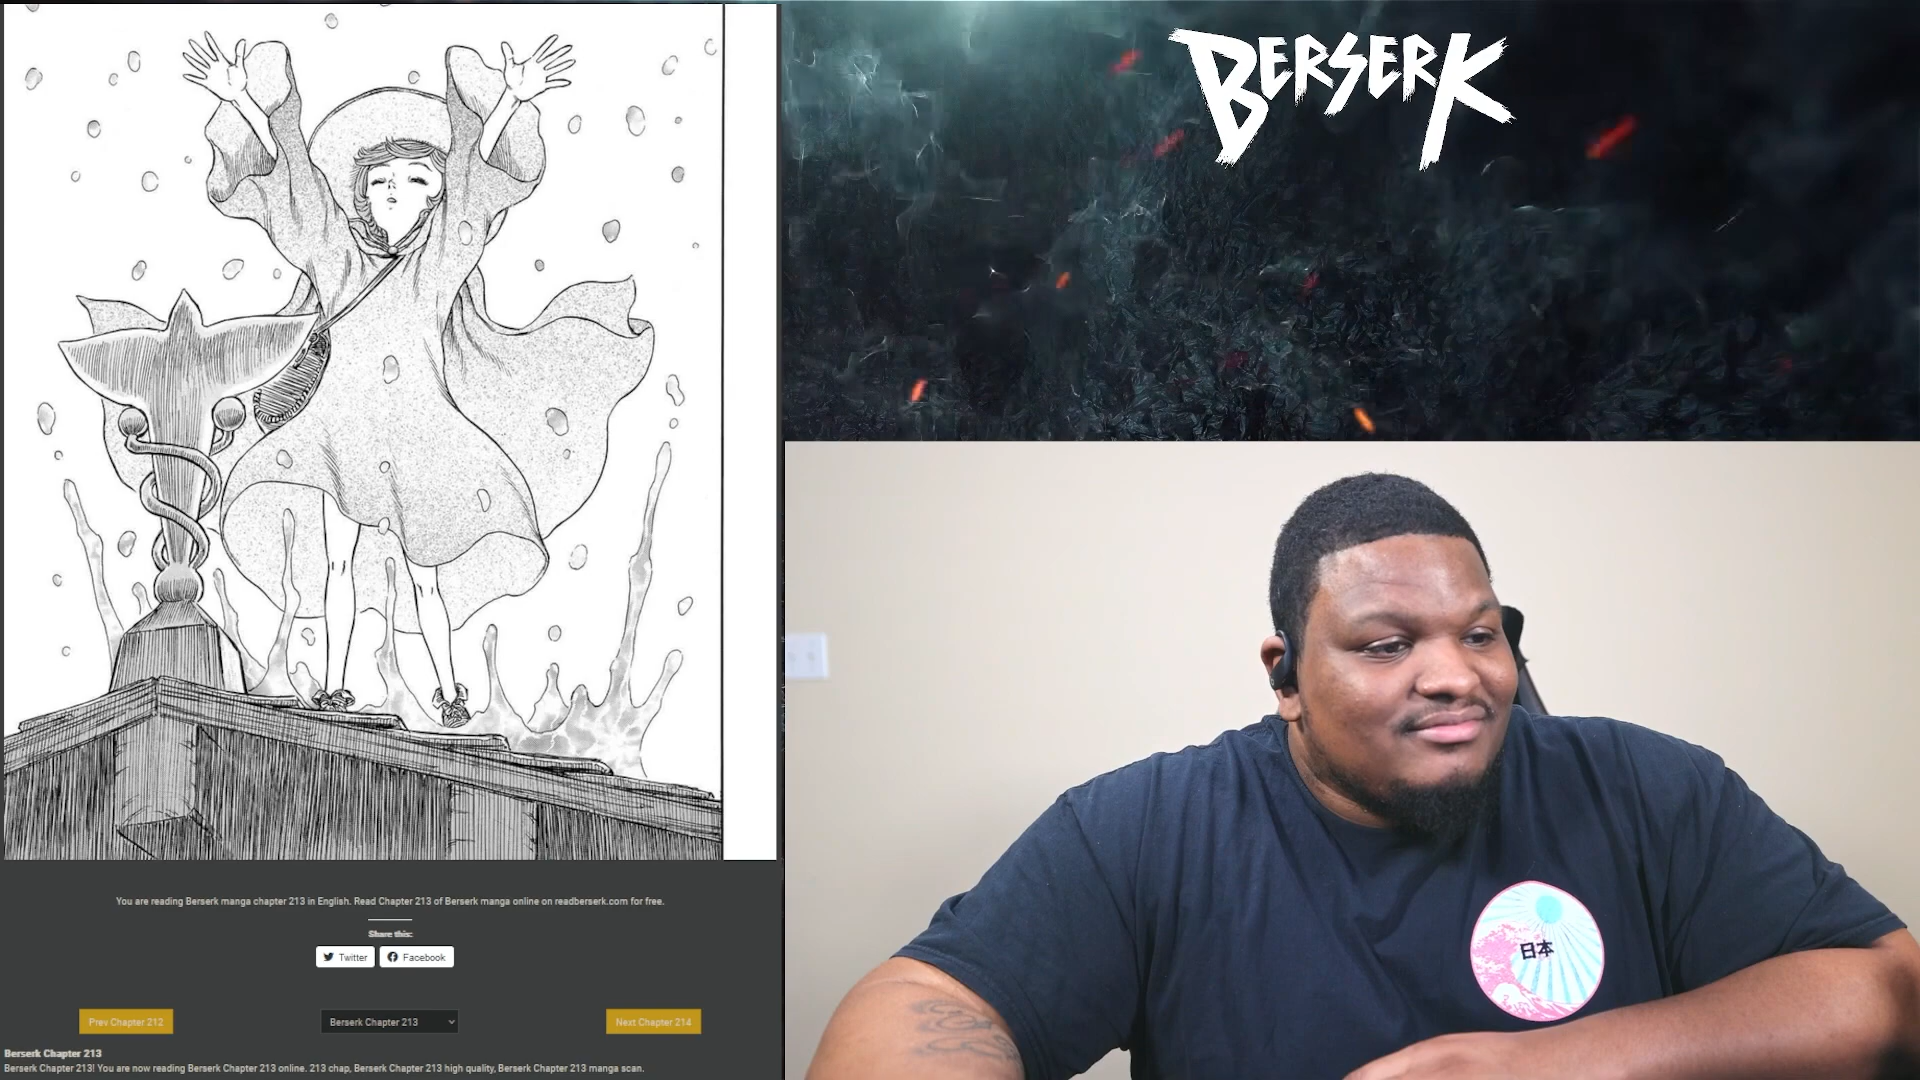 BERSERK
You are reading Berserk manga chapter 213 in English. Read Chapter 213 of Berserk manga online on readberserk.com for free.
Share this:
Twitter
Facebook
Prev Chapter 212
Berserk Chapter 213
Next Chapter 214
Berserk Chapter 213
Berserk Chapter 213! You are now reading Berserk Chapter 213 online. 213 chap, Berserk Chapter 213 high quality, Berserk Chapter 213 manga scan.
日本